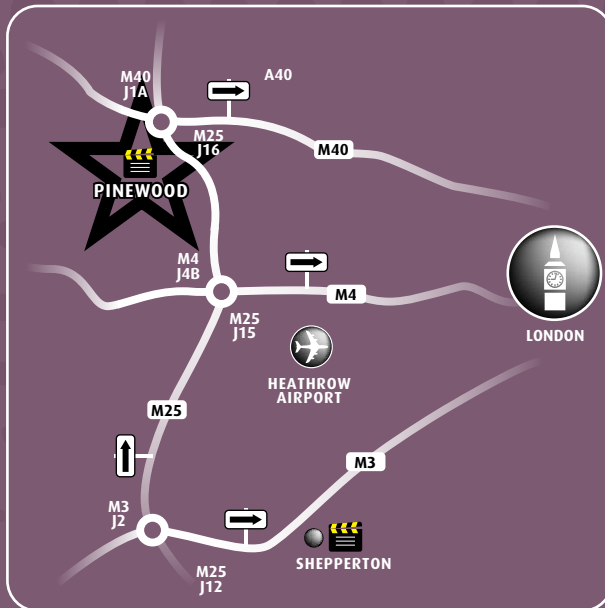 M40
J1A
A40
M25
J16
M40
PINEWOOD
M4
J4B
M4
M25
J15
LONDON
HEATHROW
AIRPORT
M25
M3
M3
J2
SHEPPERTON
M25
J12